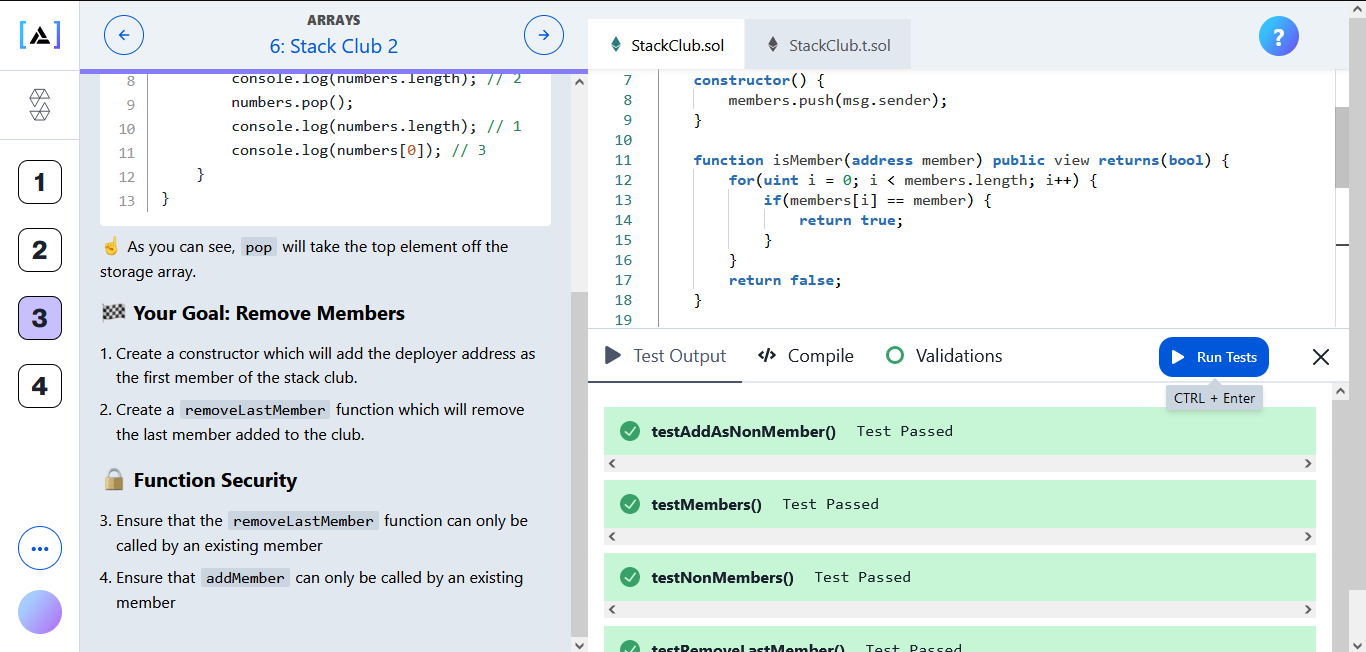 ARRAYS
6: Stack Club 2
1
2
3
4
8 console.log(numbers.length); // 2
9 numbers.pop();
10 console.log(numbers.length); // 1
11 console.log(numbers[0]); // 3
12 }
13 }
☝ As you can see, pop will take the top element off the
storage array.
🏁 Your Goal: Remove Members
1. Create a constructor which will add the deployer address as
the first member of the stack club.
2. Create a removeLastMember function which will remove
the last member added to the club.
🔒 Function Security
3. Ensure that the removeLastMember function can only be
called by an existing member
4. Ensure that addMember can only be called by an existing
member
StackClub.sol
StackClub.t.sol
?
7 constructor() {
8 members.push(msg.sender);
9 }
10
11 function isMember(address member) public view returns(bool) {
12 for(uint i = 0; i < members.length; i++) {
13 if(members[i] == member) {
14 return true;
15 }
16 }
17 return false;
18 }
19
Test Output
Compile
Validations
Run Tests
CTRL + Enter
testAddAsNonMember() Test Passed
testMembers() Test Passed
testNonMembers() Test Passed
testRemoveLastMember() Test Passed